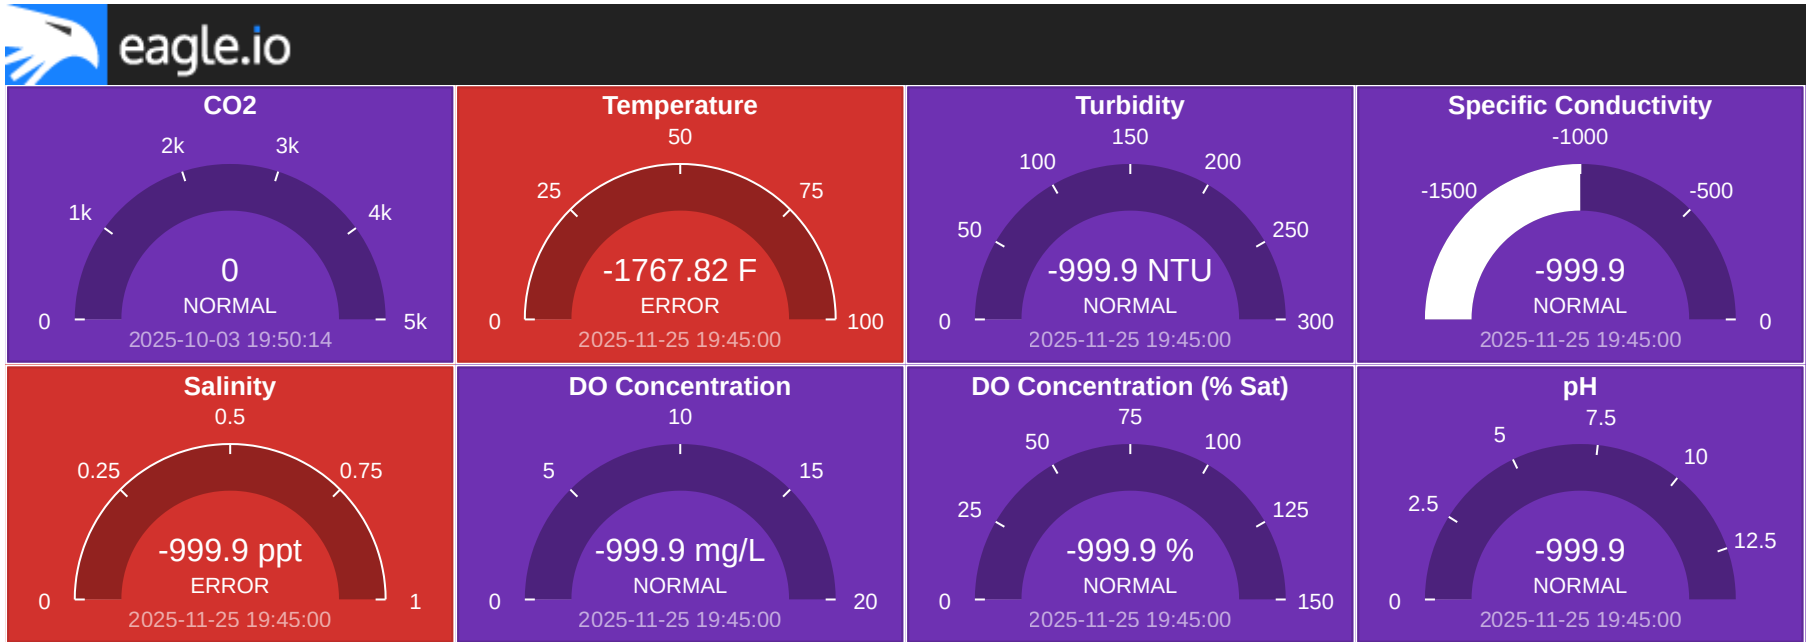 eagle.io
CO2
2k
3k
1k
4k
0
NORMAL
0
5k
2025-10-03 19:50:14
Temperature
50
25
75
-1767.82 F
ERROR
0
100
2025-11-25 19:45:00
Turbidity
150
100
200
50
250
-999.9 NTU
NORMAL
0
300
2025-11-25 19:45:00
Specific Conductivity
-1000
-1500
-500
-999.9
NORMAL
0
2025-11-25 19:45:00
Salinity
0.5
0.25
0.75
-999.9 ppt
ERROR
0
1
2025-11-25 19:45:00
DO Concentration
10
5
15
-999.9 mg/L
NORMAL
0
20
2025-11-25 19:45:00
DO Concentration (% Sat)
75
50
100
25
125
-999.9 %
NORMAL
0
150
2025-11-25 19:45:00
pH
7.5
5
10
2.5
12.5
-999.9
NORMAL
0
2025-11-25 19:45:00